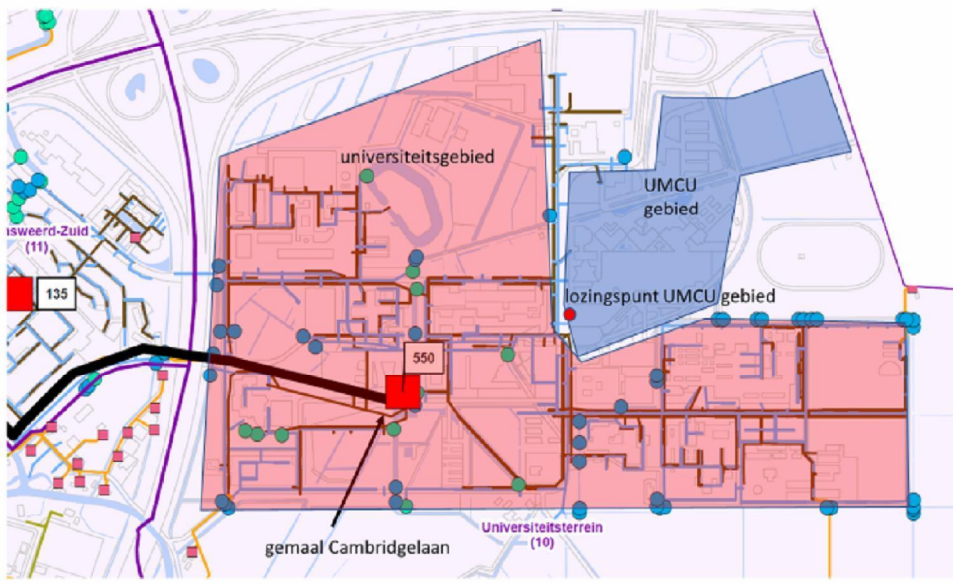 universiteitsgebied
UMCU
gebied
asweerd-Zuid
(11)
135
lozingspunt UMCU gebied
550
Universiteitsterrein
(10)
gemaal Cambridgelaan